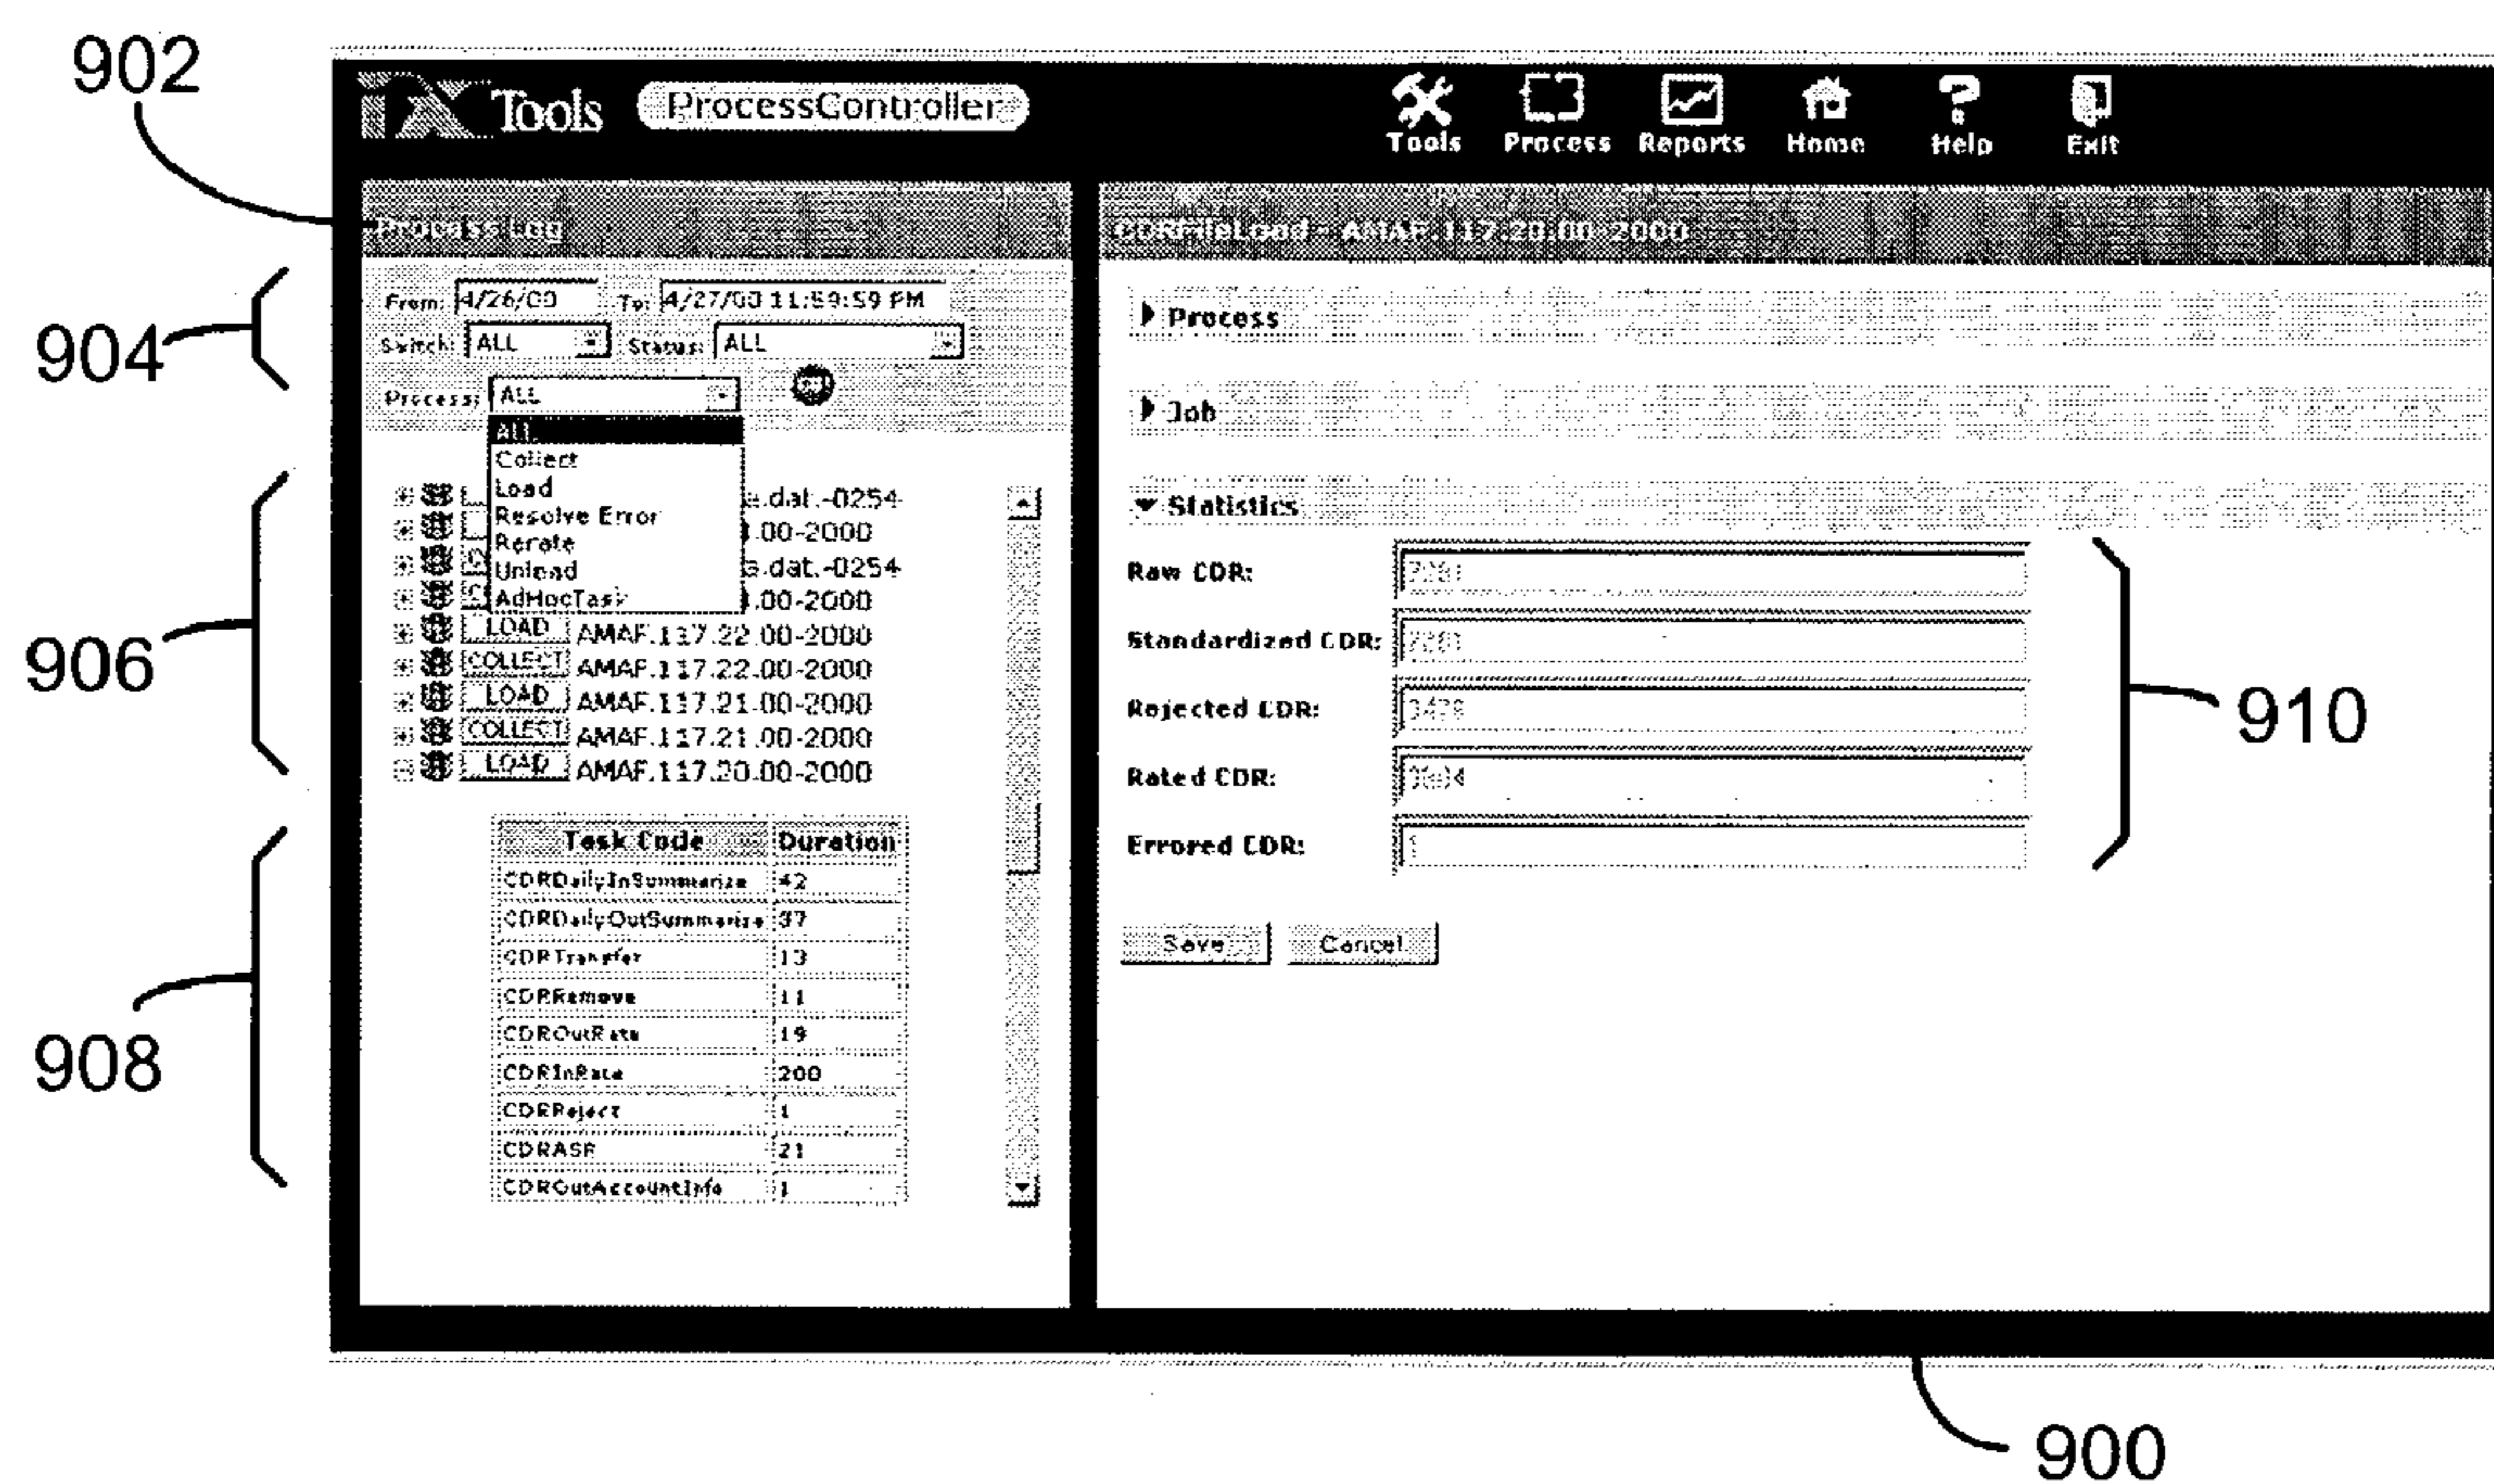 902
Tools ProcessController
Tools Process Reports Home Help Exit
Process Log
CDRFileLoad - AMAF.117.20.00-2000
904
From: 4/26/00 To: 4/27/00 11:59:59 PM
Switch: ALL Status: ALL
Process: ALL
ALL
Collect
Load
Resolve Error
Rerate
Unload
AdHocTask
906
.dat.-0254
.00-2000
.dat.-0254
.00-2000
LOAD AMAF.117.22.00-2000
COLLECT AMAF.117.22.00-2000
LOAD AMAF.117.21.00-2000
COLLECT AMAF.117.21.00-2000
LOAD AMAF.117.20.00-2000
908
Task Code Duration
CDRDailyInSummarize 42
CDRDailyOutSummarize 37
CDRTransfer 13
CDRRemove 11
CDROutRate 19
CDRInRate 200
CDRReject 1
CDRASR 21
CDROutAccountInfo 1
Process
Job
Statistics
Raw CDR:
Standardized CDR:
Rejected CDR:
Rated CDR:
Errored CDR: 1
910
Save Cancel
900